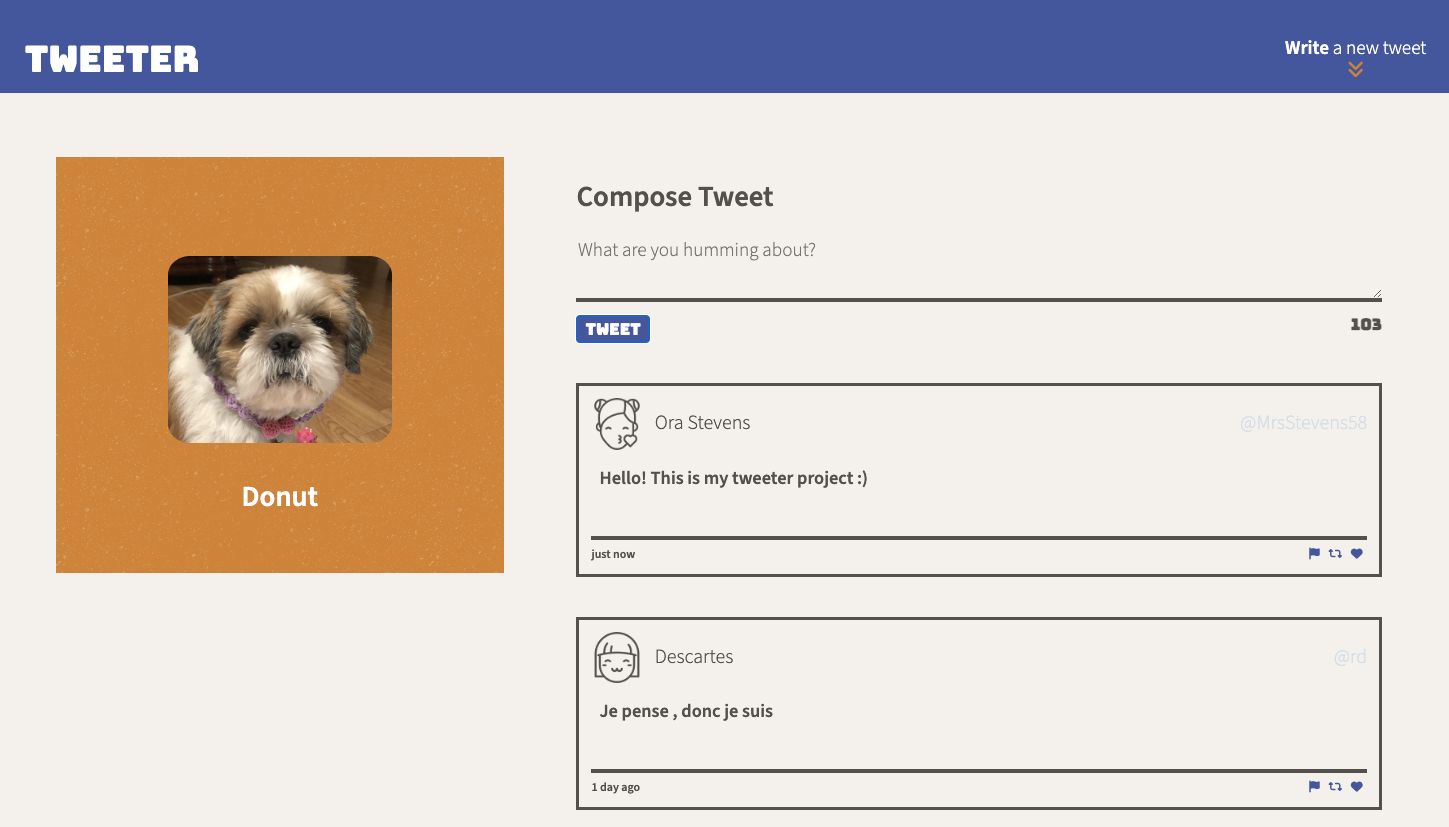 TWEETER
Write a new tweet
Donut
Compose Tweet
What are you humming about?
TWEET
103
Ora Stevens
@MrsStevens58
Hello! This is my tweeter project :)
just now
Descartes
@rd
Je pense , donc je suis
1 day ago